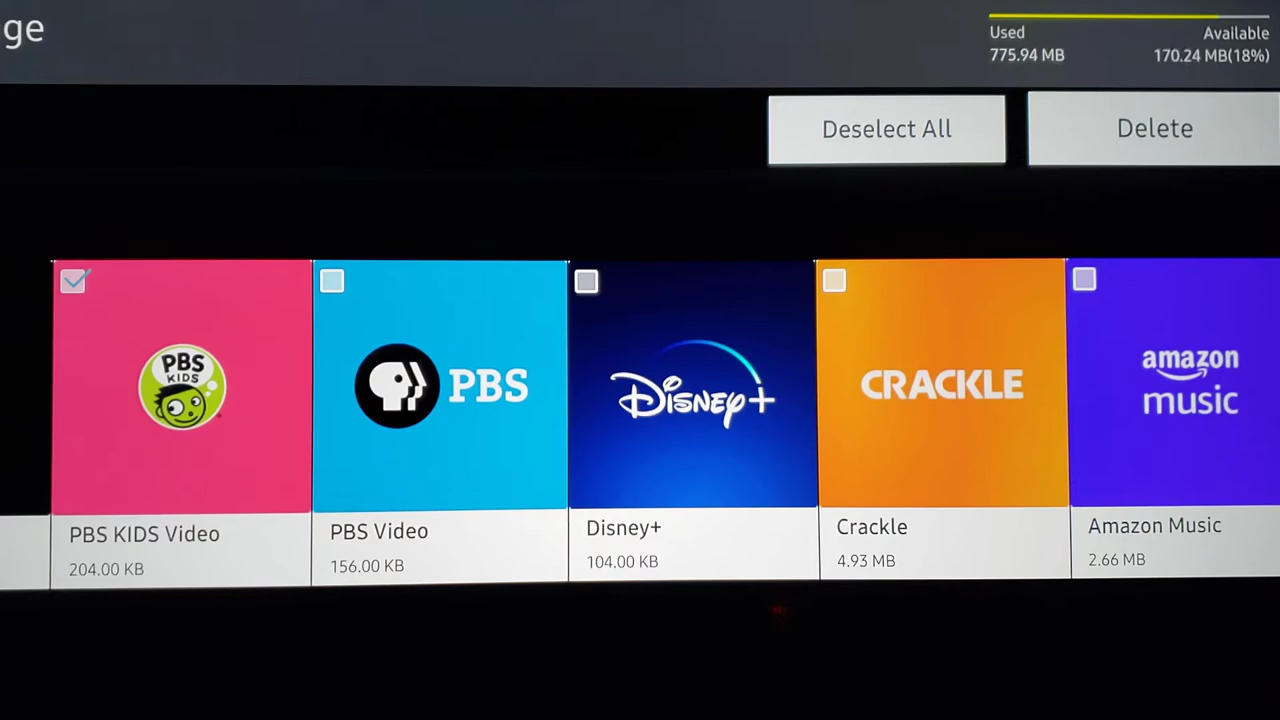 ge
Used Available
775.94 MB 170.24 MB(18%)
Deselect All Delete
PBS
KIDS
PBS
Disney+
CRACKLE
amazon
music
PBS KIDS Video PBS Video Disney+ Crackle Amazon Music
204.00 KB 156.00 KB 104.00 KB 4.93 MB 2.66 MB